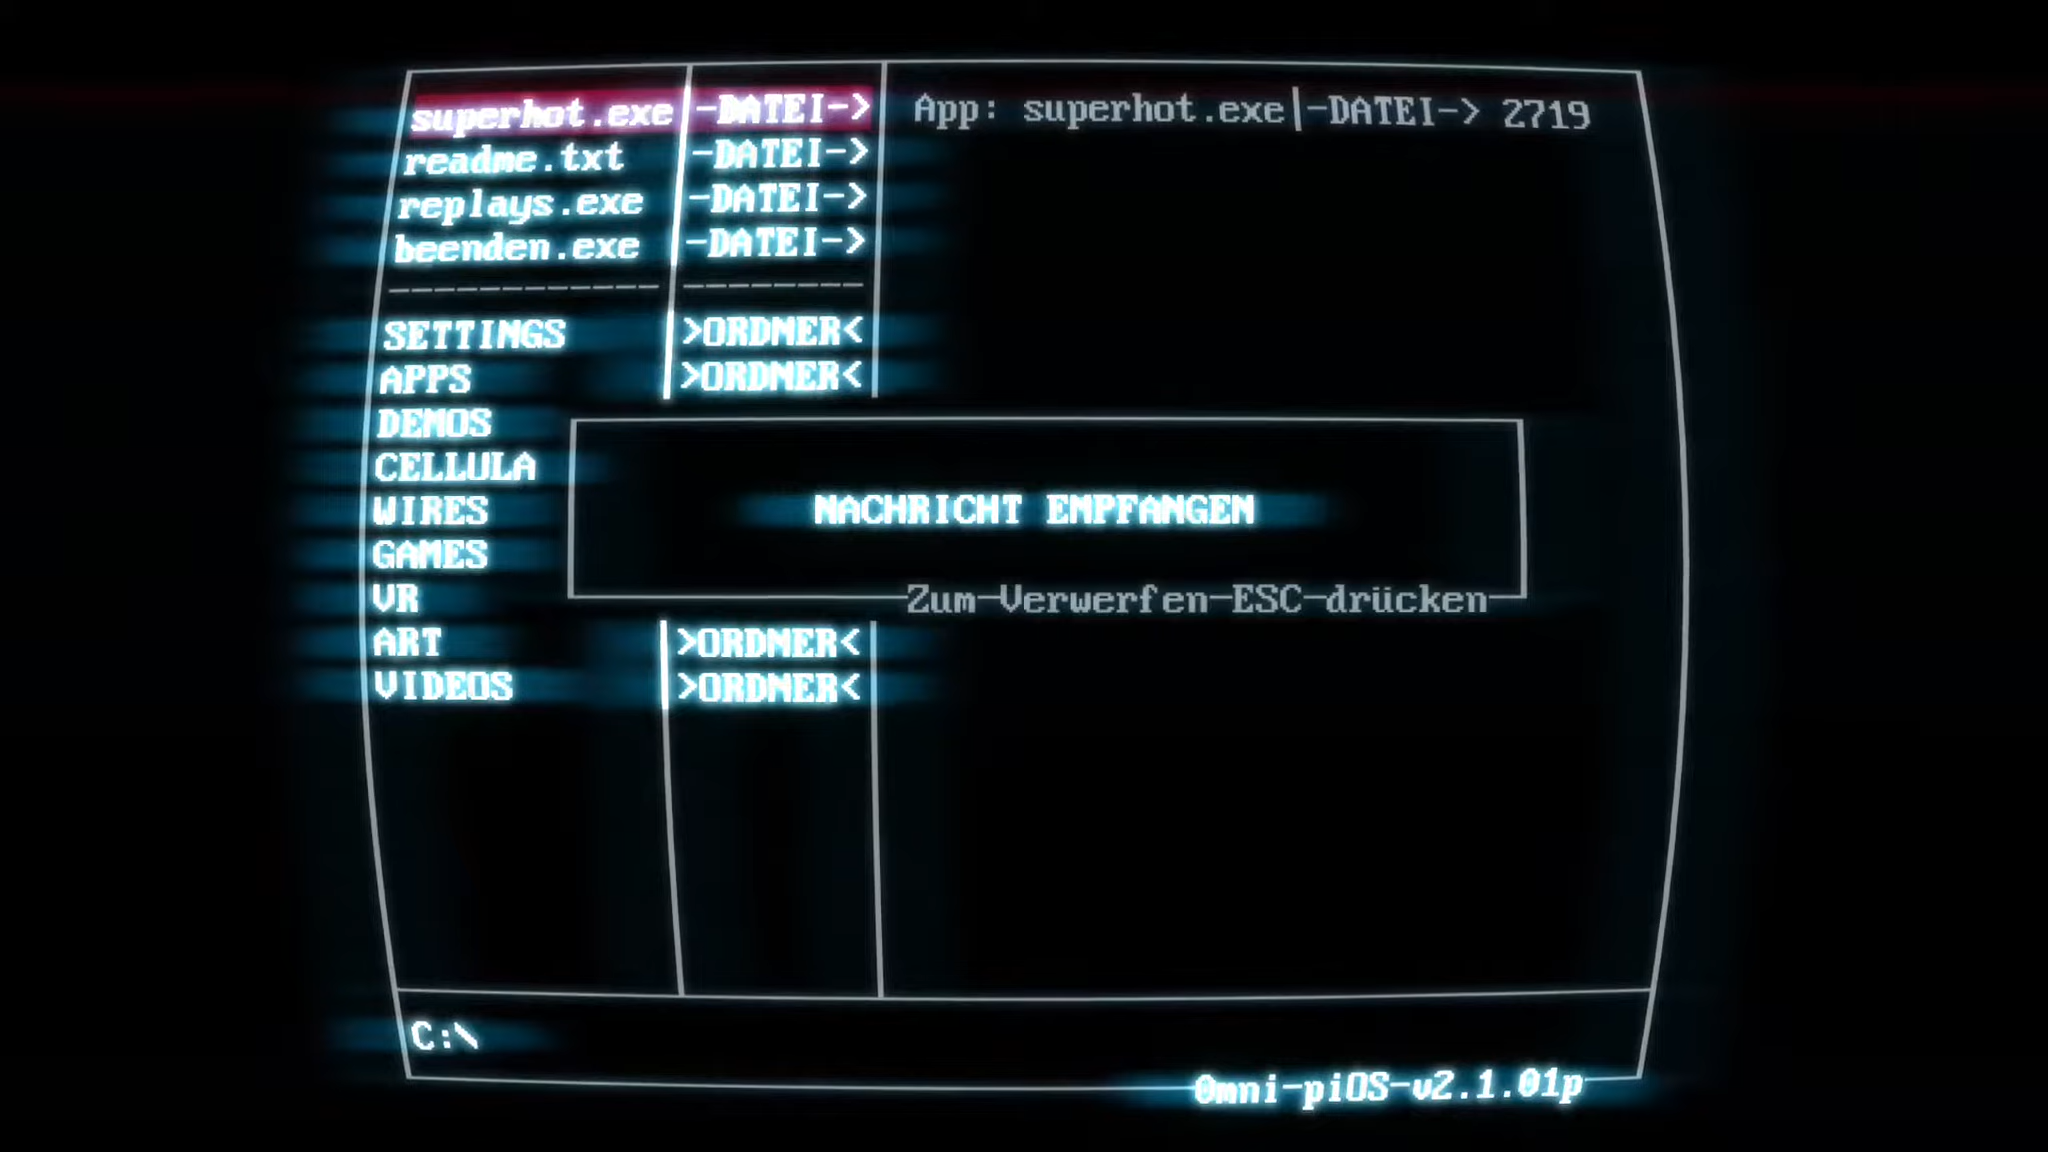 superhot.exe -DATEI-> App: superhot.exe -DATEI-> 2719
readme.txt -DATEI->
replays.exe -DATEI->
beenden.exe -DATEI->
SETTINGS >ORDNER<
APPS >ORDNER<
DEMOS
CELLULA
WIRES
GAMES
VR
ART >ORDNER<
VIDEOS >ORDNER<
NACHRICHT EMPFANGEN
Zum-Verwerfen-ESC-drücken
C:\
0mni-piOS-v2.1.01p